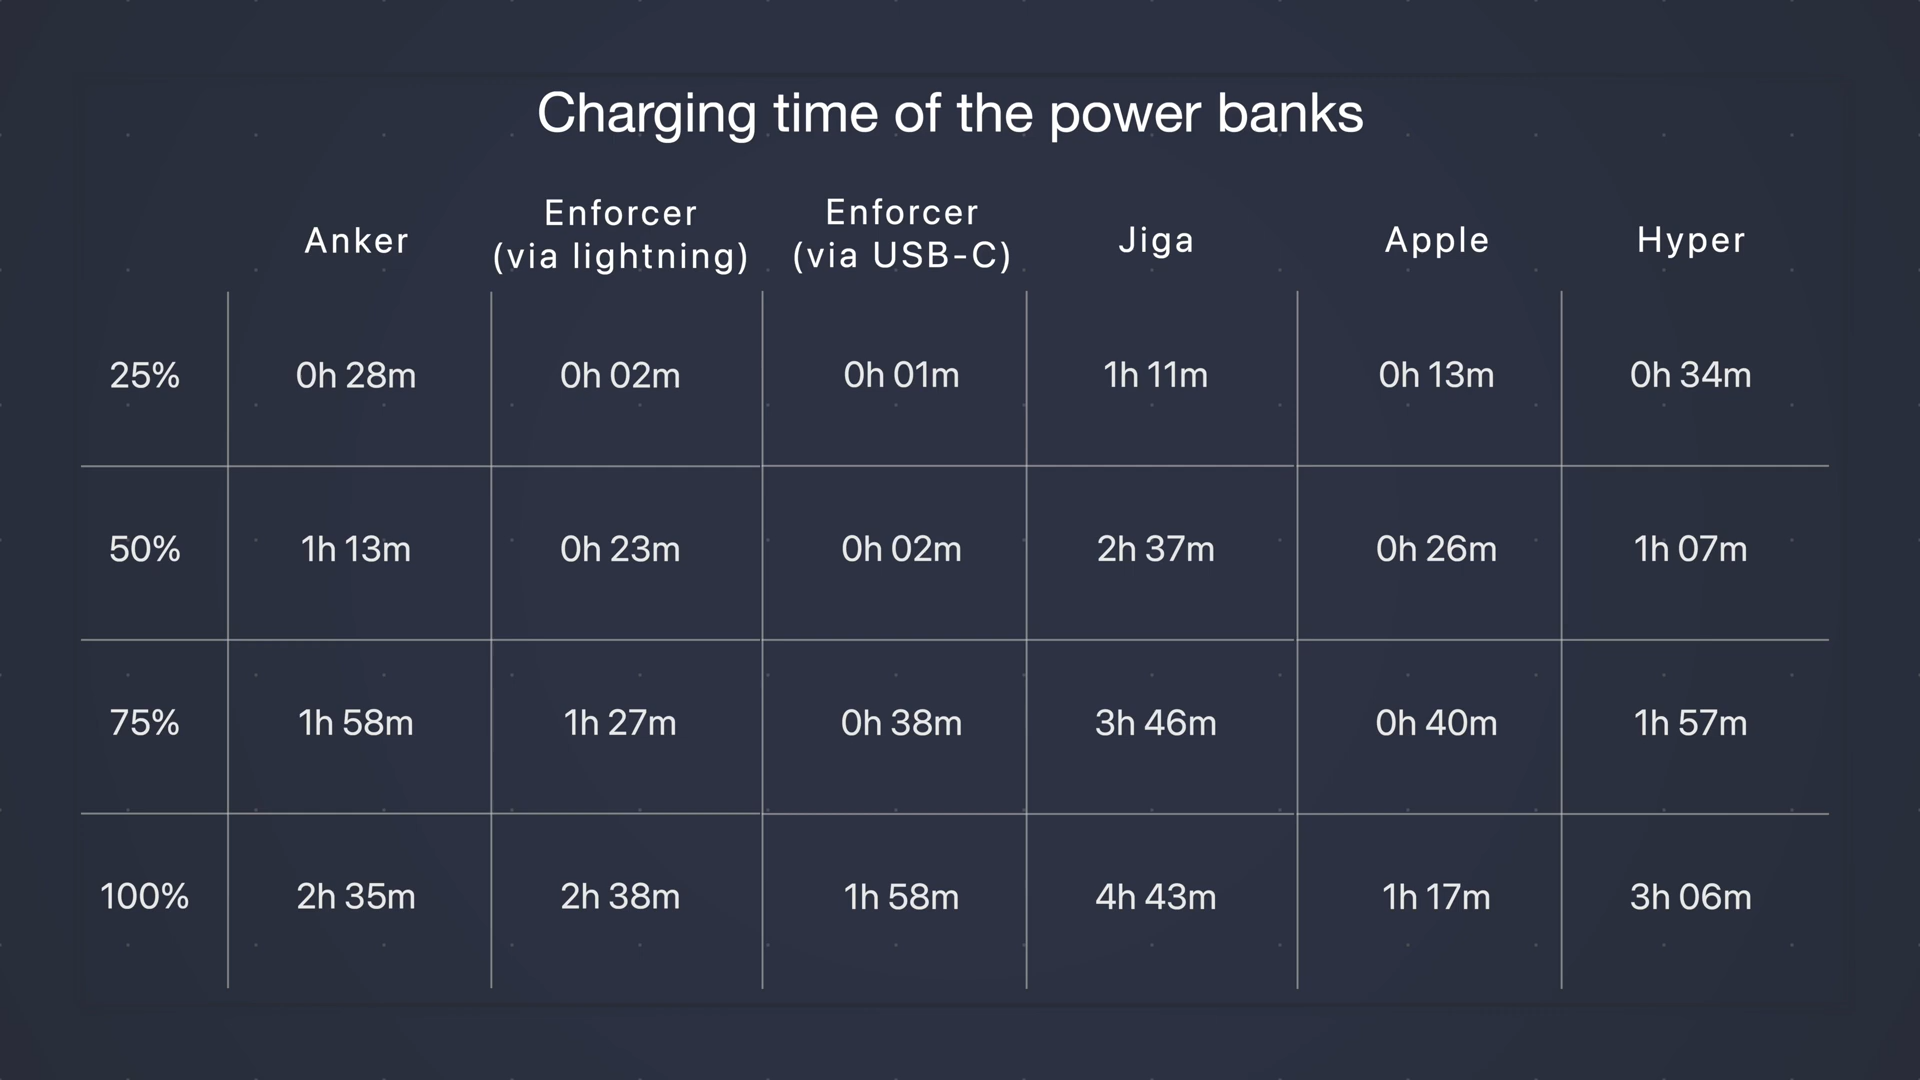 Charging time of the power banks
Anker
Enforcer
(via lightning)
Enforcer
(via USB-C)
Jiga
Apple
Hyper
25% 0h 28m 0h 02m 0h 01m 1h 11m 0h 13m 0h 34m
50% 1h 13m 0h 23m 0h 02m 2h 37m 0h 26m 1h 07m
75% 1h 58m 1h 27m 0h 38m 3h 46m 0h 40m 1h 57m
100% 2h 35m 2h 38m 1h 58m 4h 43m 1h 17m 3h 06m